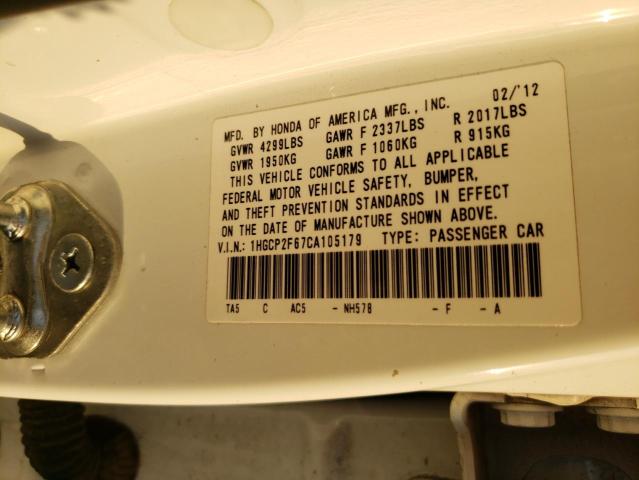 MFD. BY HONDA OF AMERICA MFG., INC. 02/'12
GVWR 4299LBS GAWR F 2337LBS R 2017LBS
GVWR 1950KG GAWR F 1060KG R 915KG
THIS VEHICLE CONFORMS TO ALL APPLICABLE
FEDERAL MOTOR VEHICLE SAFETY, BUMPER,
AND THEFT PREVENTION STANDARDS IN EFFECT
ON THE DATE OF MANUFACTURE SHOWN ABOVE.
V.I.N.: 1HGCP2F67CA105179 TYPE: PASSENGER CAR
TA5 C AC5 - NH578 - F - A